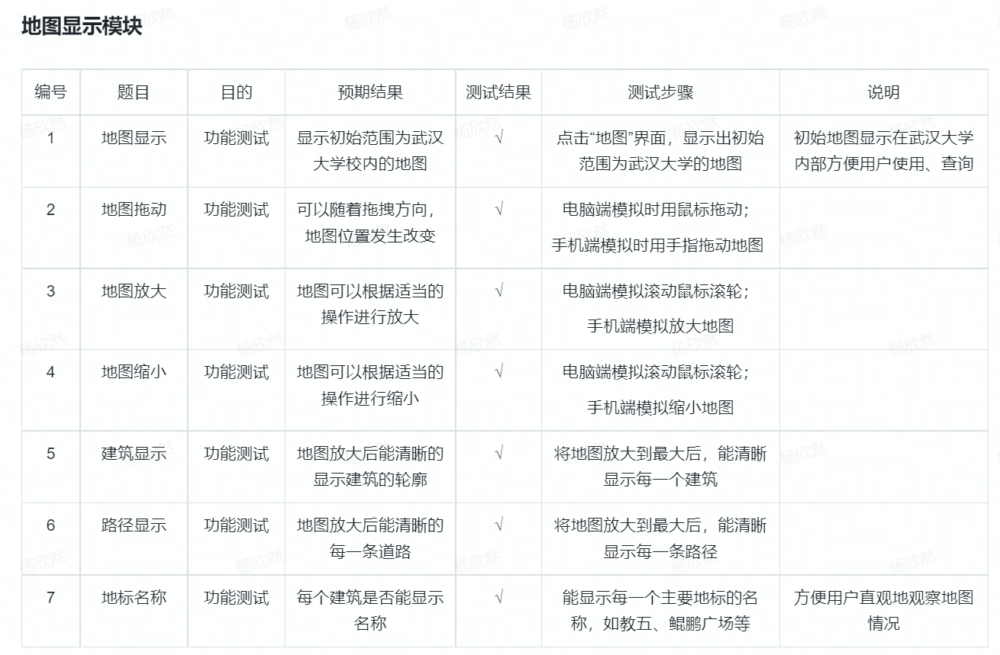 地图显示模块
编号 题目 目的 预期结果 测试结果 测试步骤 说明
1 地图显示 功能测试 显示初始范围为武汉 √ 点击“地图”界面，显示出初始 初始地图显示在武汉大学
大学校内的地图 范围为武汉大学的地图 内部方便用户使用、查询
2 地图拖动 功能测试 可以随着拖拽方向， √ 电脑端模拟时用鼠标拖动；
地图位置发生改变 手机端模拟时用手指拖动地图
3 地图放大 功能测试 地图可以根据适当的 √ 电脑端模拟滚动鼠标滚轮；
操作进行放大 手机端模拟放大地图
4 地图缩小 功能测试 地图可以根据适当的 √ 电脑端模拟滚动鼠标滚轮；
操作进行缩小 手机端模拟缩小地图
5 建筑显示 功能测试 地图放大后能清晰的 √ 将地图放大到最大后，能清晰
显示建筑的轮廓 显示每一个建筑
6 路径显示 功能测试 地图放大后能清晰的 √ 将地图放大到最大后，能清晰
每一条道路 显示每一条路径
7 地标名称 功能测试 每个建筑是否能显示 √ 能显示每一个主要地标的名 方便用户直观地观察地图
名称 称，如教五、鲲鹏广场等 情况
杨欣然